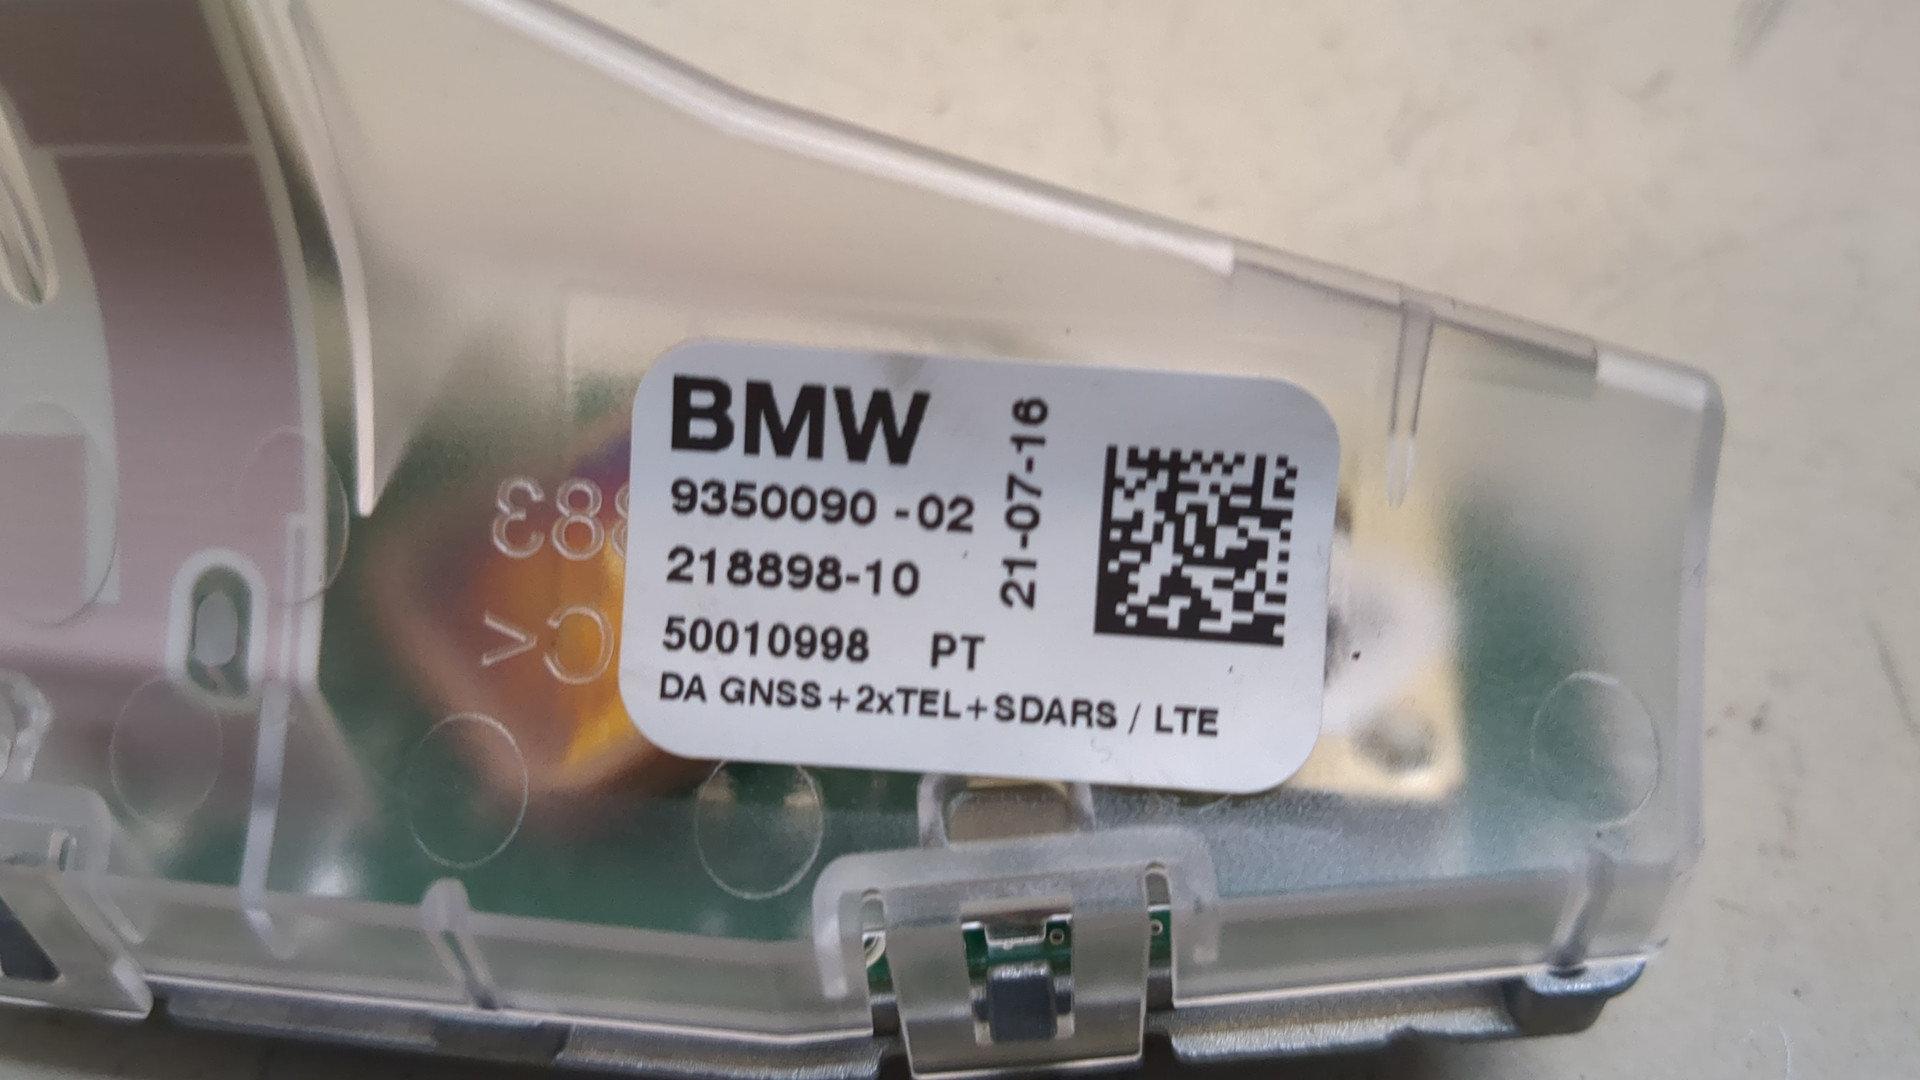 BMW
9350090 -02
218898-10
50010998 PT
DA GNSS+2xTEL+SDARS / LTE
21-07-16